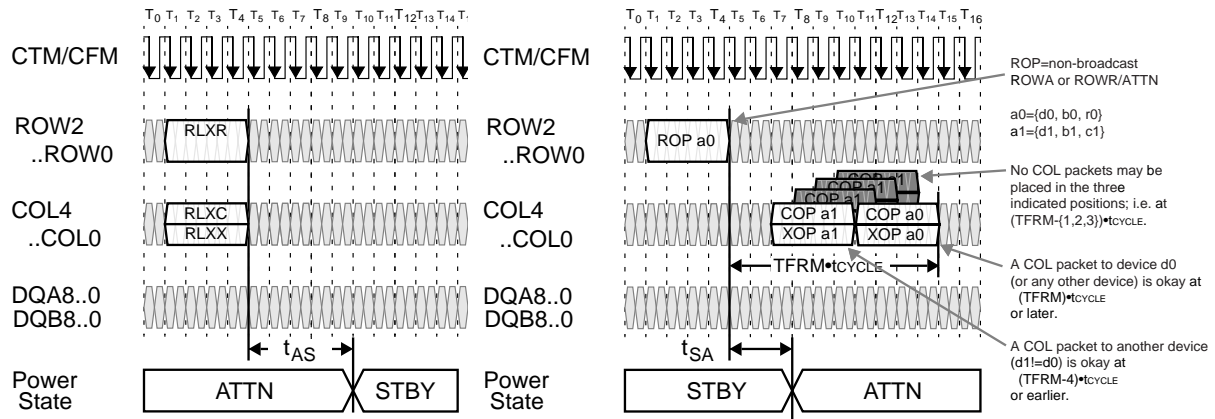 T0 T1 T2 T3 T4 T5 T6 T7 T8 T9 T10 T11 T12 T13 T14
CTM/CFM
ROW2
..ROW0
RLXR
COL4
..COL0
RLXC
RLXX
DQA8..0
DQB8..0
tAS
Power
State
ATTN
STBY
T0 T1 T2 T3 T4 T5 T6 T7 T8 T9 T10 T11 T12 T13 T14 T15 T16
CTM/CFM
ROW2
..ROW0
ROP a0
COP a1
COP a1
COP a1
COL4
..COL0
COP a1
COP a0
XOP a1
XOP a0
TFRM•tCYCLE
DQA8..0
DQB8..0
tSA
Power
State
STBY
ATTN
ROP=non-broadcast
ROWA or ROWR/ATTN
a0={d0, b0, r0}
a1={d1, b1, c1}
No COL packets may be
placed in the three
indicated positions; i.e. at
(TFRM-{1,2,3})•tCYCLE.
A COL packet to device d0
(or any other device) is okay at
(TFRM)•tCYCLE
or later.
A COL packet to another device
(d1!=d0) is okay at
(TFRM-4)•tCYCLE
or earlier.